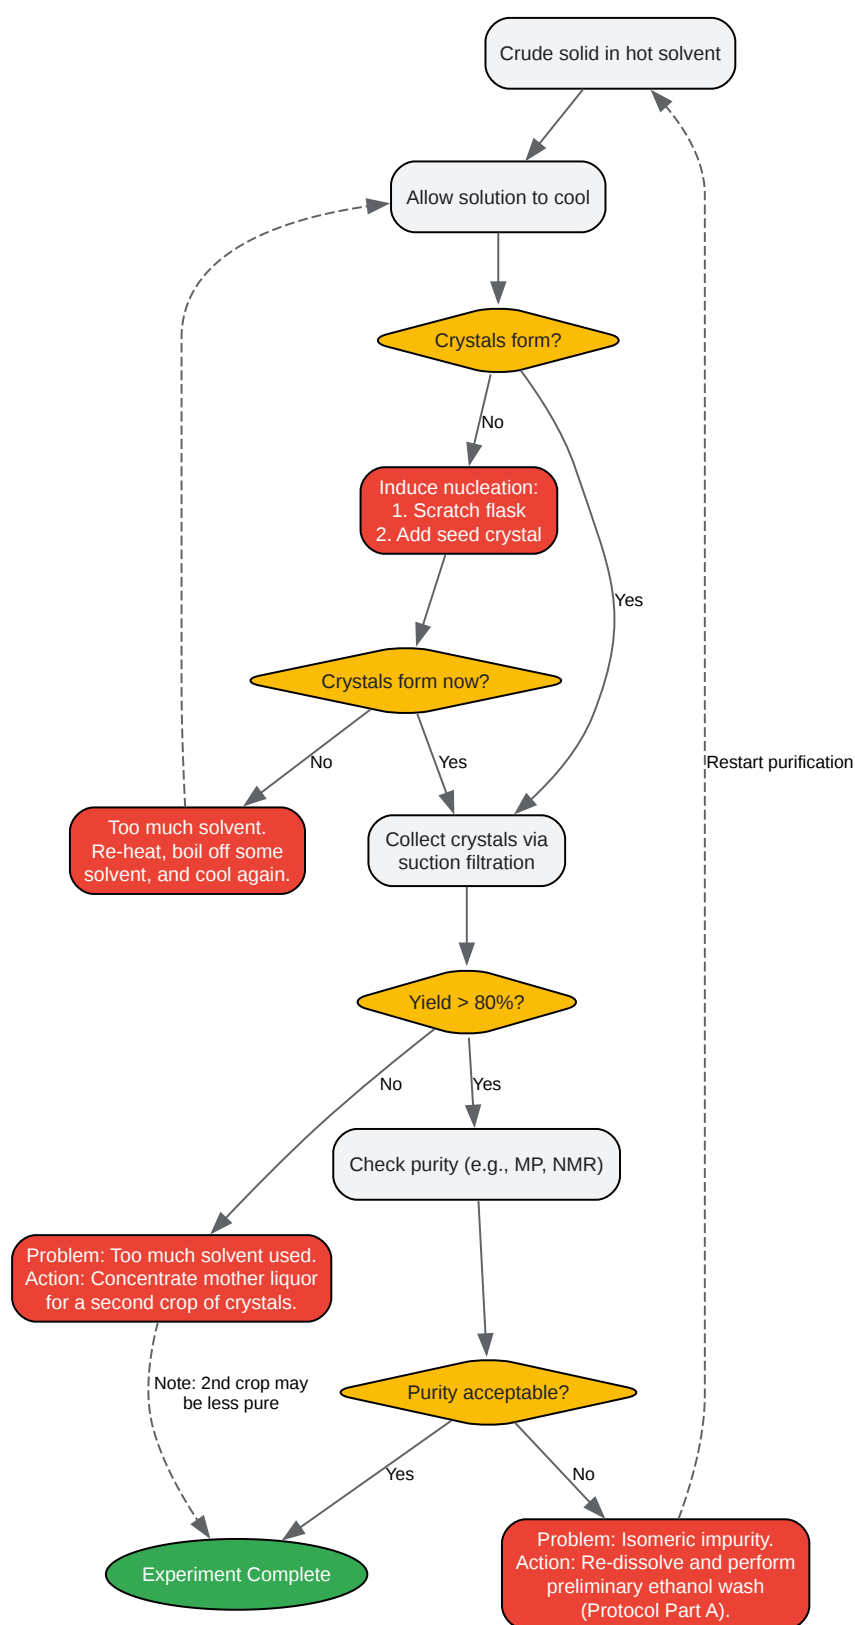 Crude solid in hot solvent
Allow solution to cool
Crystals form?
No
Induce nucleation:
1. Scratch flask
2. Add seed crystal
Yes
Crystals form now?
No
Yes
Restart purification
Too much solvent.
Re-heat, boil off some
solvent, and cool again.
Collect crystals via
suction filtration
Yield > 80%?
No
Yes
Check purity (e.g., MP, NMR)
Problem: Too much solvent used.
Action: Concentrate mother liquor
for a second crop of crystals.
Note: 2nd crop may
be less pure
Purity acceptable?
Yes
No
Experiment Complete
Problem: Isomeric impurity.
Action: Re-dissolve and perform
preliminary ethanol wash
(Protocol Part A).